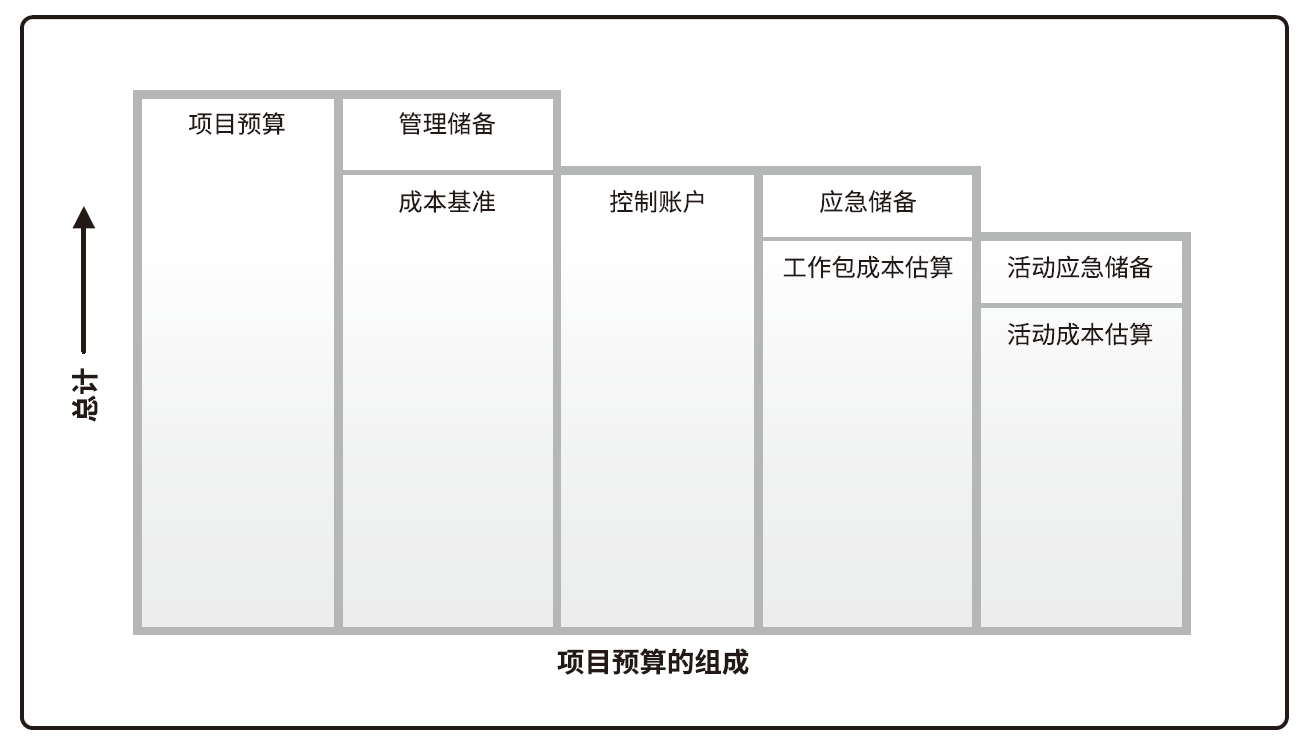 项目预算
管理储备
成本基准
控制账户
应急储备
工作包成本估算
活动应急储备
活动成本估算
总计
项目预算的组成